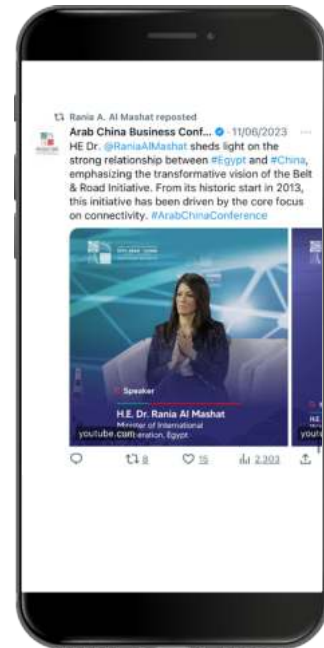 Rania A. Al Mashat reposted
Arab China Business Conf... · 11/06/2023 ...
HE Dr. @RaniaAlMashat sheds light on the
strong relationship between #Egypt and #China,
emphasizing the transformative vision of the Belt
& Road Initiative. From its historic start in 2013,
this initiative has been driven by the core focus
on connectivity. #ArabChinaConference
Speaker
H.E. Dr. Rania Al Mashat
Minister of International
Cooperation, Egypt
youtube.com
8 15 2,303